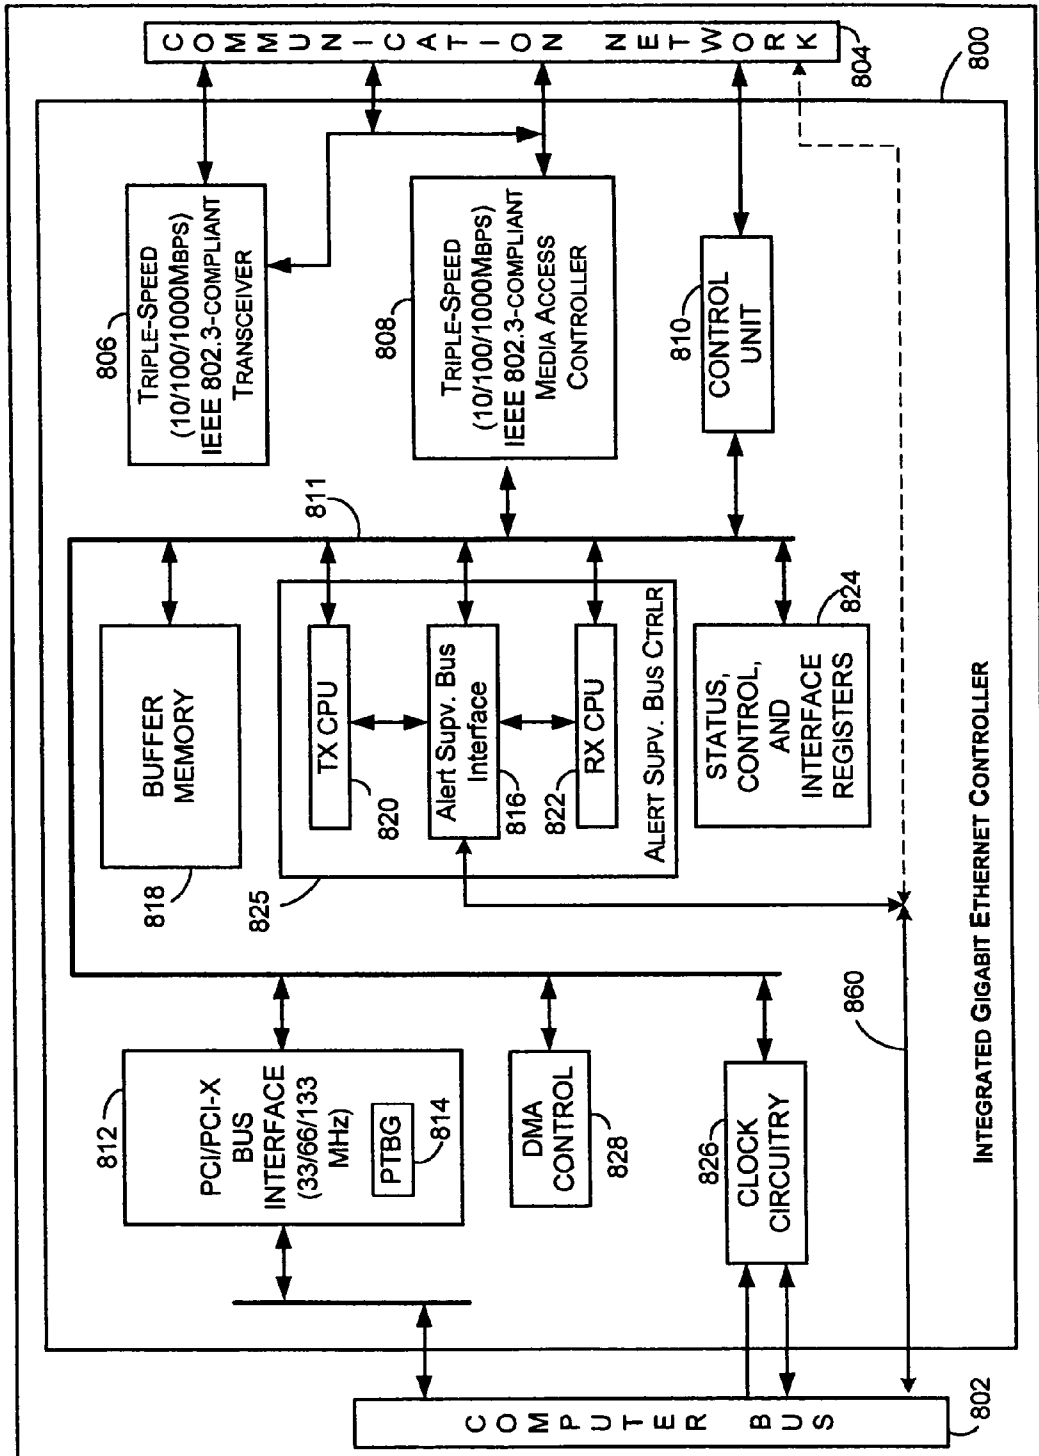 COMMUNICATION NETWORK
804
800
TRIPLE-SPEED
(10/100/1000MBPS)
IEEE 802.3-COMPLIANT
TRANSCEIVER
806
TRIPLE-SPEED
(10/100/1000MBPS)
IEEE 802.3-COMPLIANT
MEDIA ACCESS
CONTROLLER
808
CONTROL
UNIT
810
811
BUFFER
MEMORY
818
TX CPU
820
Alert Supv. Bus
Interface
816
RX CPU
822
ALERT SUPV. BUS CTRLR
825
STATUS,
CONTROL,
AND
INTERFACE
REGISTERS
824
PCI/PCI-X
BUS
INTERFACE
(33/66/133
MHZ)
812
PTBG
814
DMA
CONTROL
828
CLOCK
CIRCUITRY
826
860
INTEGRATED GIGABIT ETHERNET CONTROLLER
COMPUTER BUS
802